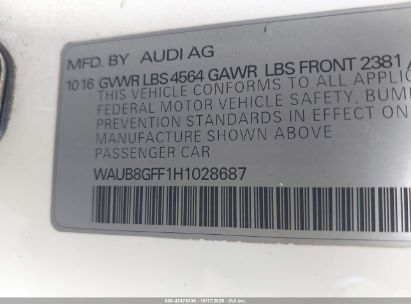 MFD. BY AUDI AG
10 16 GVWR LBS 4564 GAWR LBS FRONT 2381
THIS VEHICLE CONFORMS TO ALL APPLIC
FEDERAL MOTOR VEHICLE SAFETY, BUM
PREVENTION STANDARDS IN EFFECT ON
MANUFACTURE SHOWN ABOVE
PASSENGER CAR
WAUB8GFF1H1028687